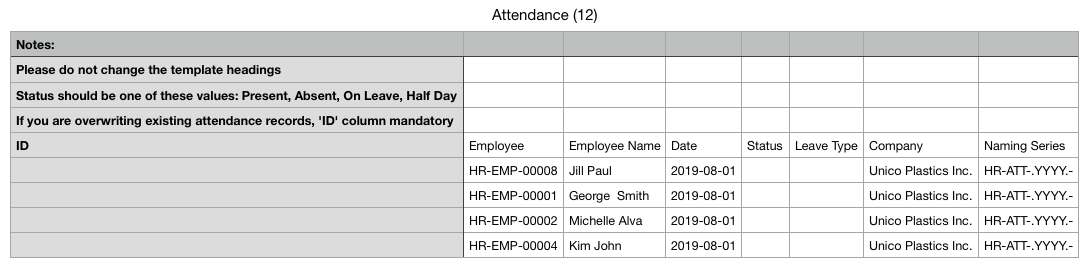 Attendance (12)
Notes:
Please do not change the template headings
Status should be one of these values: Present, Absent, On Leave, Half Day
If you are overwriting existing attendance records, 'ID' column mandatory
ID Employee Employee Name Date Status Leave Type Company Naming Series
HR-EMP-00008 Jill Paul 2019-08-01 Unico Plastics Inc. HR-ATT-.YYYY.-
HR-EMP-00001 George  Smith 2019-08-01 Unico Plastics Inc. HR-ATT-.YYYY.-
HR-EMP-00002 Michelle Alva 2019-08-01 Unico Plastics Inc. HR-ATT-.YYYY.-
HR-EMP-00004 Kim John 2019-08-01 Unico Plastics Inc. HR-ATT-.YYYY.-